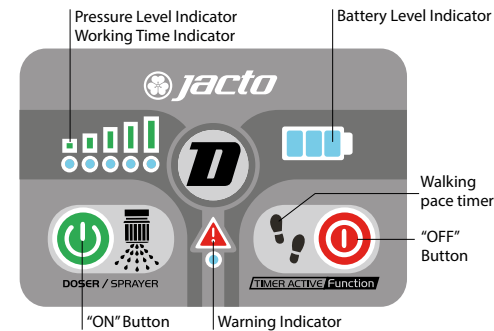 Pressure Level Indicator
Working Time Indicator
Battery Level Indicator
jacto
D
Walking
pace timer
"OFF"
Button
DOSER / SPRAYER
TIMER ACTIVE Function
"ON" Button
Warning Indicator